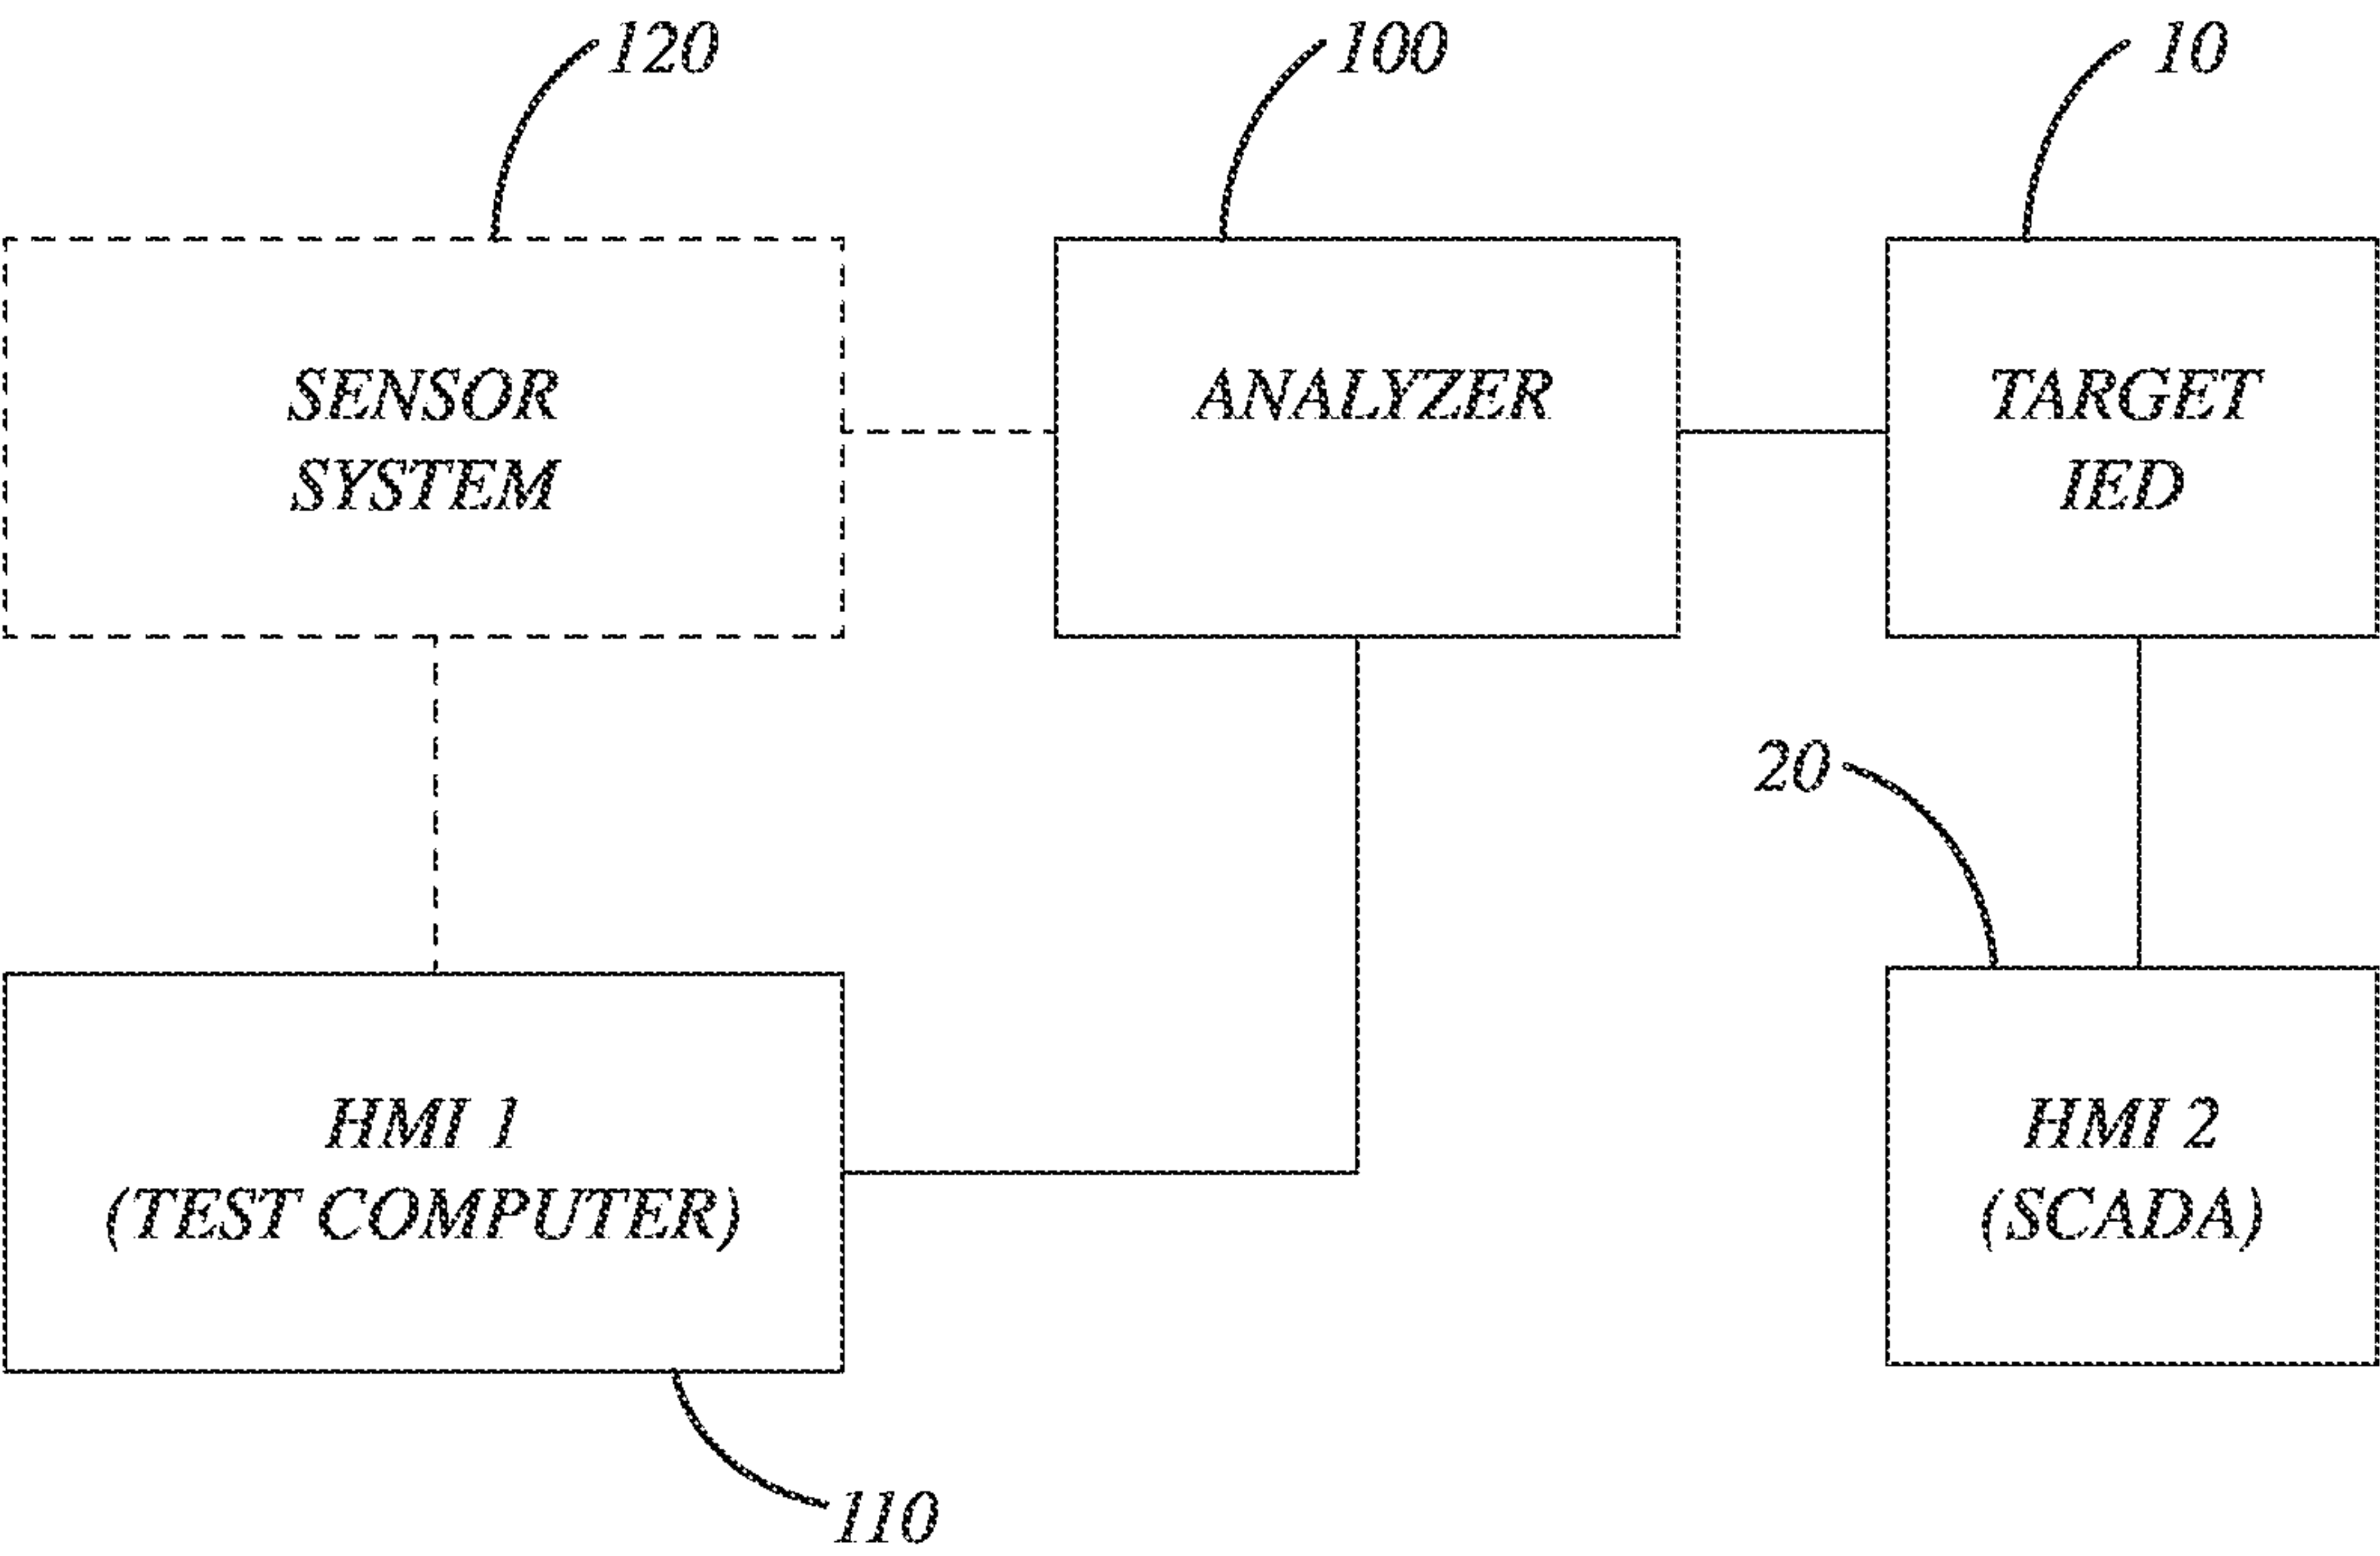 120
100
10
SENSOR
SYSTEM
ANALYZER
TARGET
IED
20
HMI 1
(TEST COMPUTER)
HMI 2
(SCADA)
110